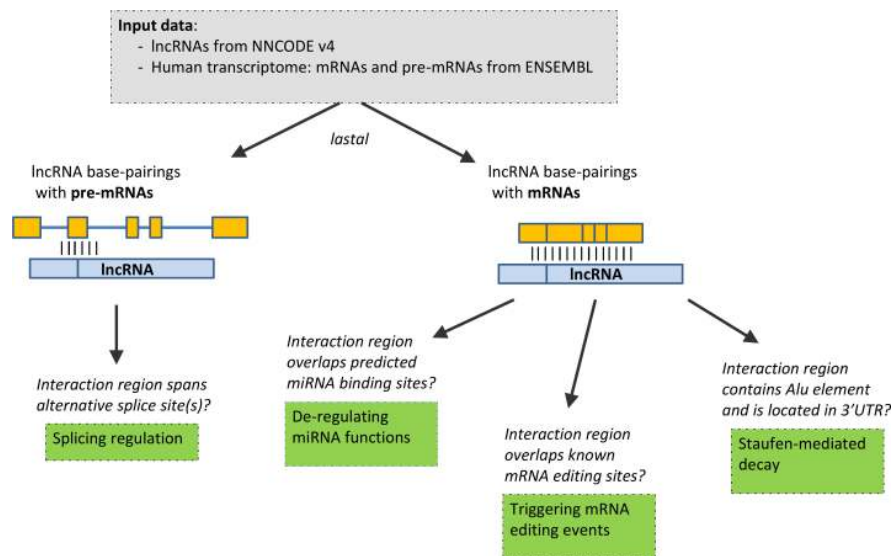 Input data:
- lncRNAs from NNCODE v4
- Human transcriptome: mRNAs and pre-mRNAs from ENSEMBL
lastal
lncRNA base-pairings
with pre-mRNAs
lncRNA
lncRNA base-pairings
with mRNAs
lncRNA
Interaction region spans
alternative splice site(s)?
Splicing regulation
Interaction region
overlaps predicted
miRNA binding sites?
De-regulating
miRNA functions
Interaction region
overlaps known
mRNA editing sites?
Triggering mRNA
editing events
Interaction region
contains Alu element
and is located in 3'UTR?
Staufen-mediated
decay